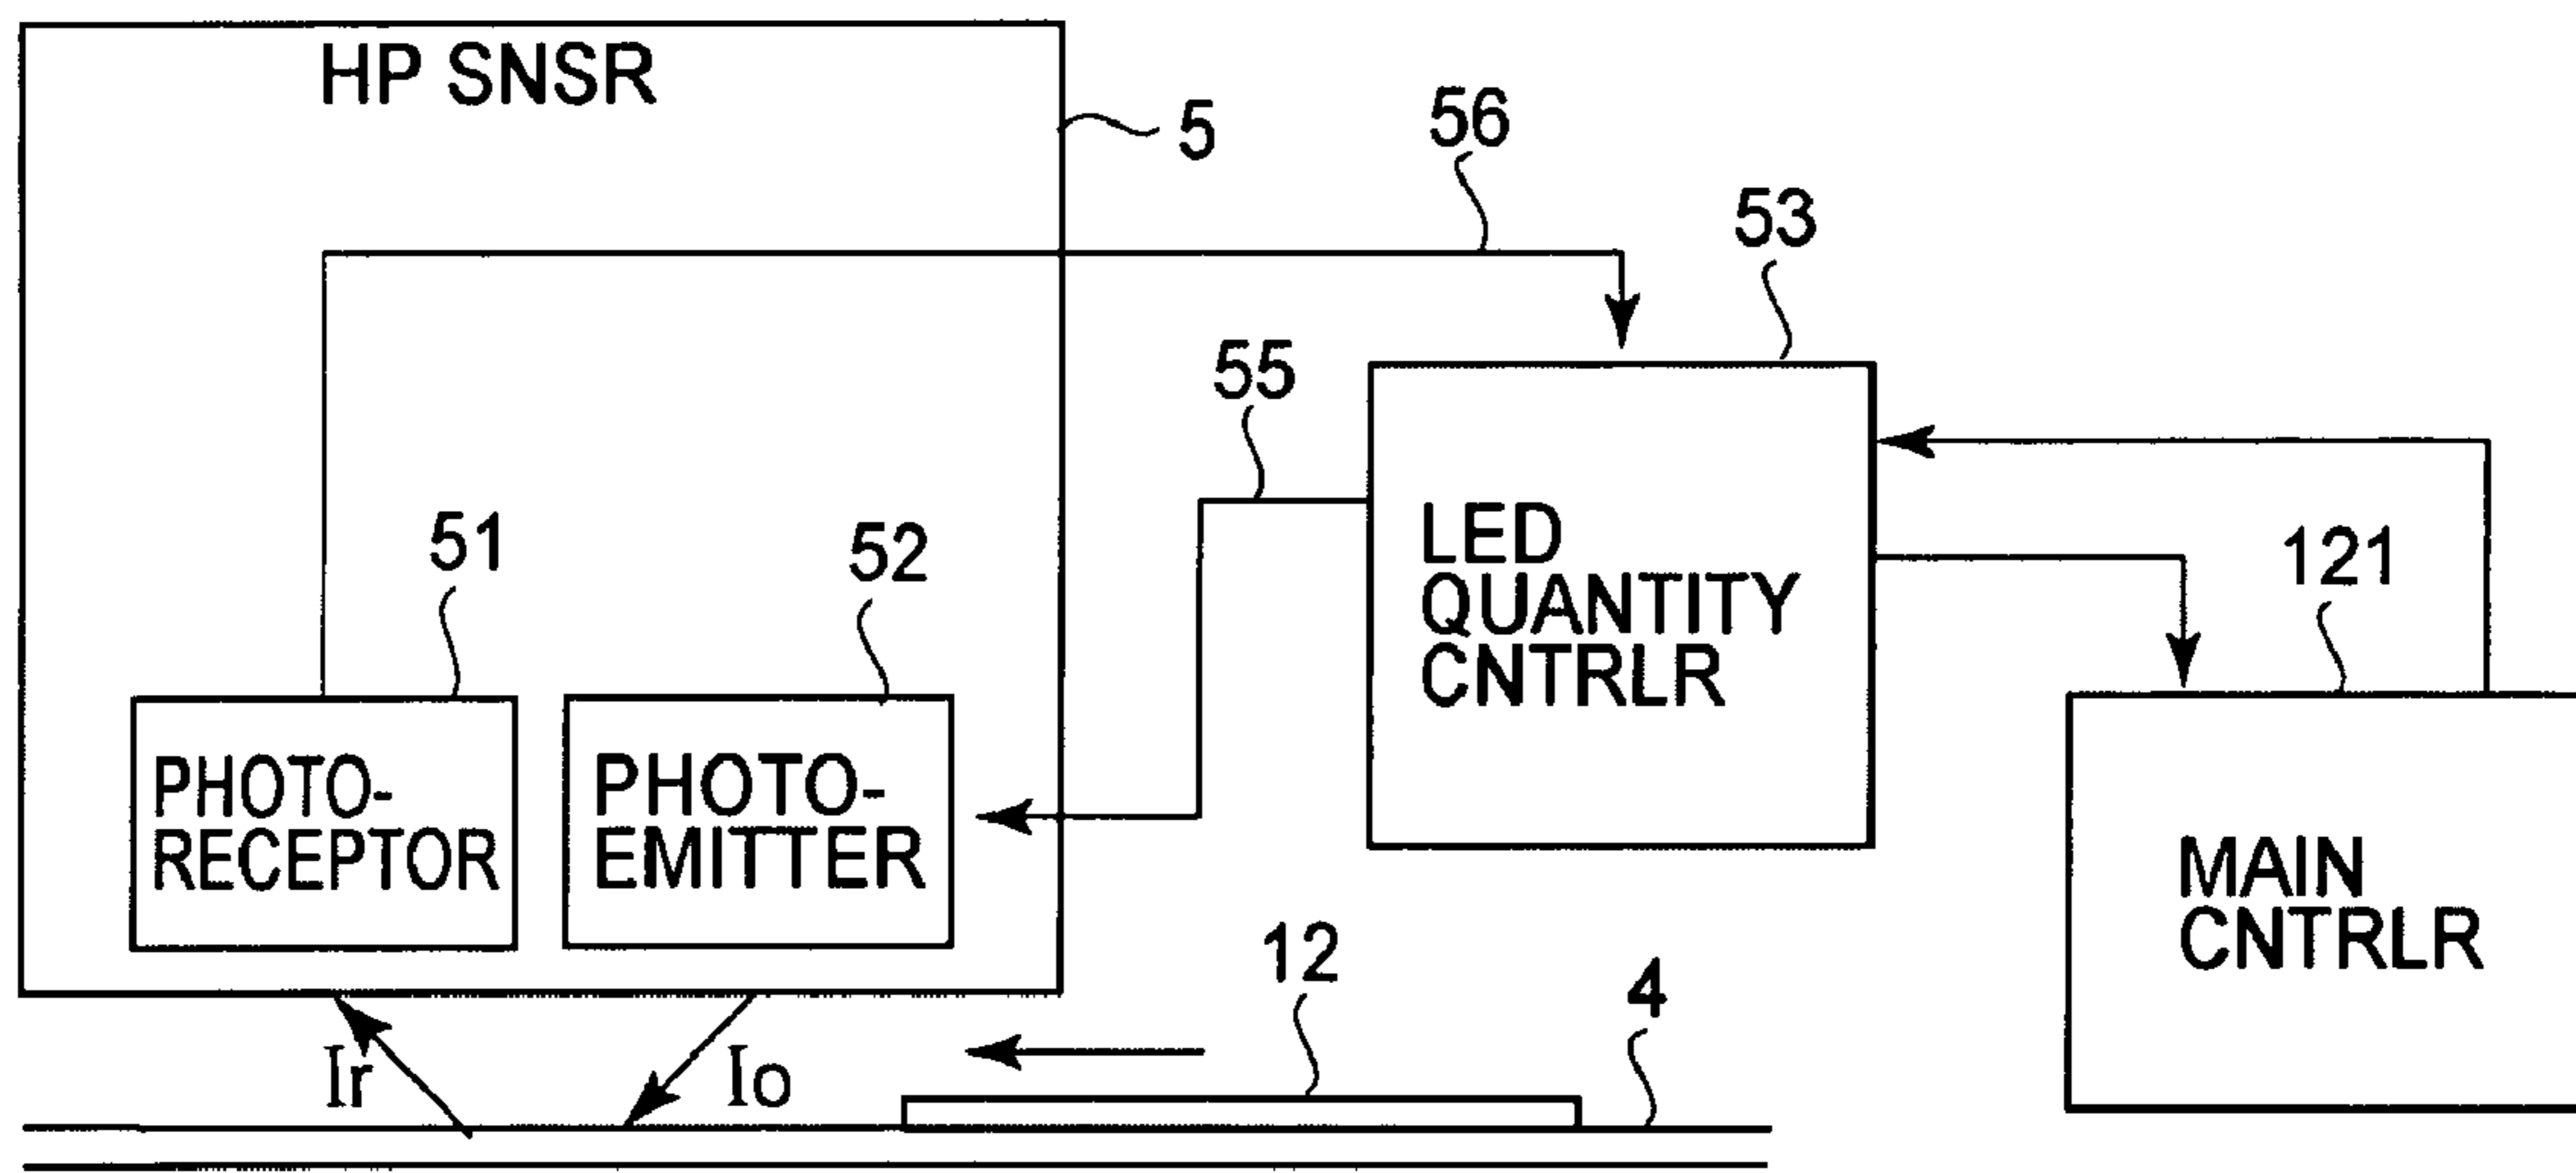 HP SNSR
5
56
53
55
51
52
LED
QUANTITY
CNTRLR
121
PHOTO-
RECEPTOR
PHOTO-
EMITTER
MAIN
CNTRLR
12
4
Ir
Io